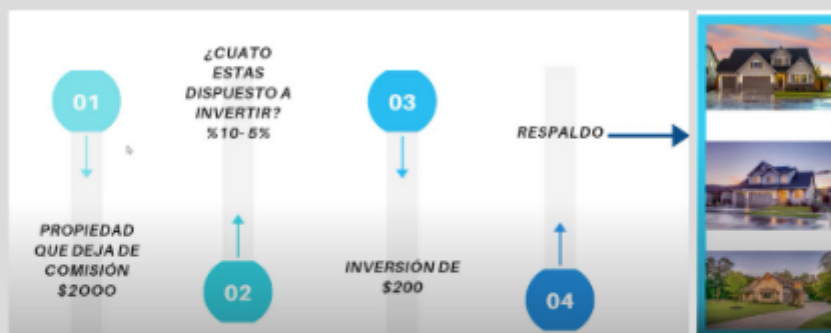 01
PROPIEDAD
QUE DEJA DE
COMISIÓN
$2000
¿CUATO
ESTAS
DISPUESTO A
INVERTIR?
%10- 5%
02
03
INVERSIÓN DE
$200
RESPALDO
04